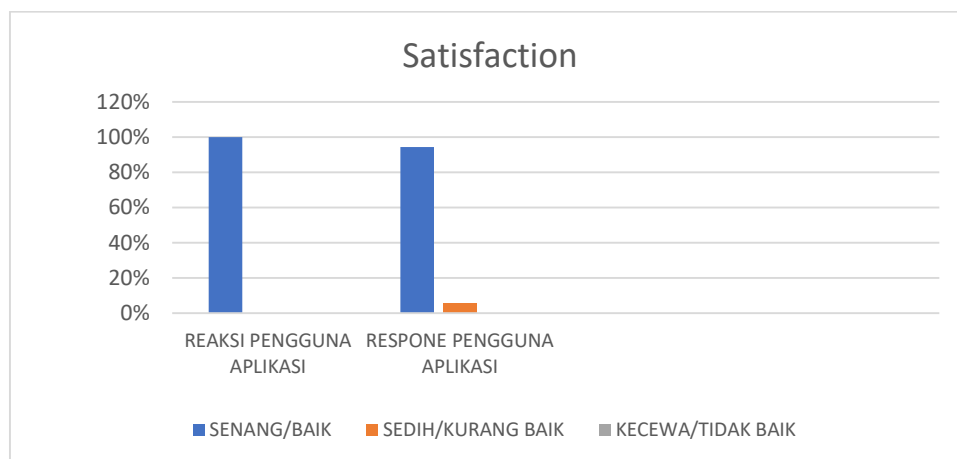 Satisfaction
120%
100%
80%
60%
40%
20%
0%
REAKSI PENGGUNA APLIKASI
RESPONE PENGGUNA APLIKASI
SENANG/BAIK
SEDIH/KURANG BAIK
KECEWA/TIDAK BAIK